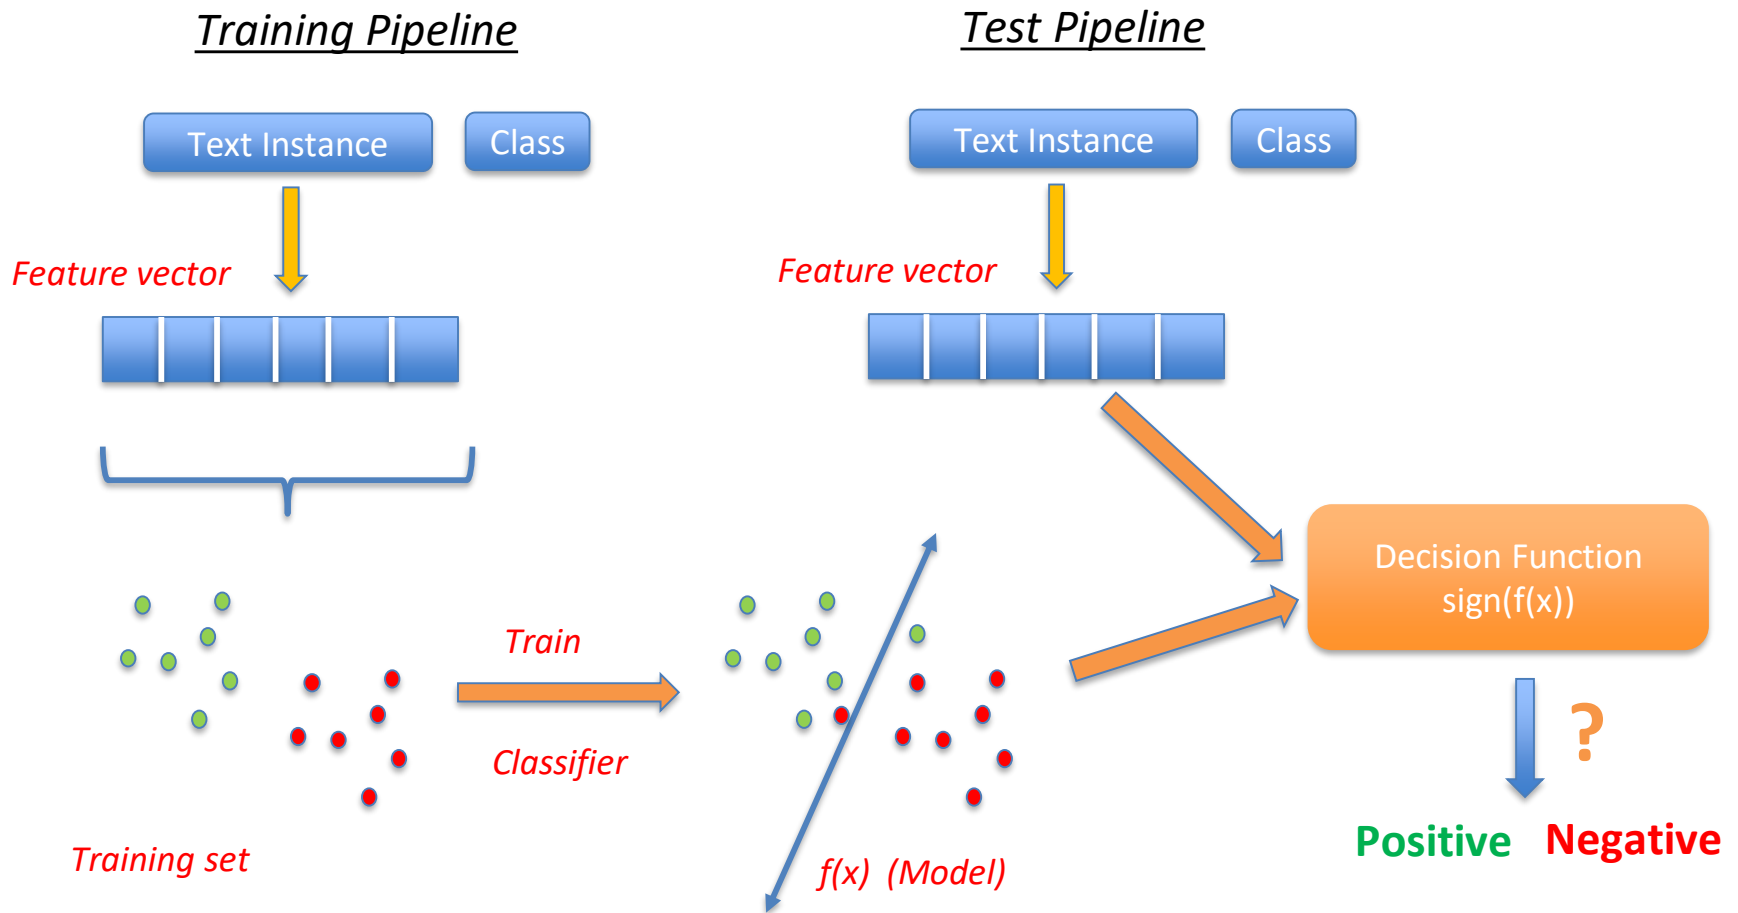 Training Pipeline
Test Pipeline
Text Instance
Class
Text Instance
Class
Feature vector
Feature vector
Decision Function
sign(f(x))
Train
Classifier
?
Positive
Negative
Training set
f(x) (Model)